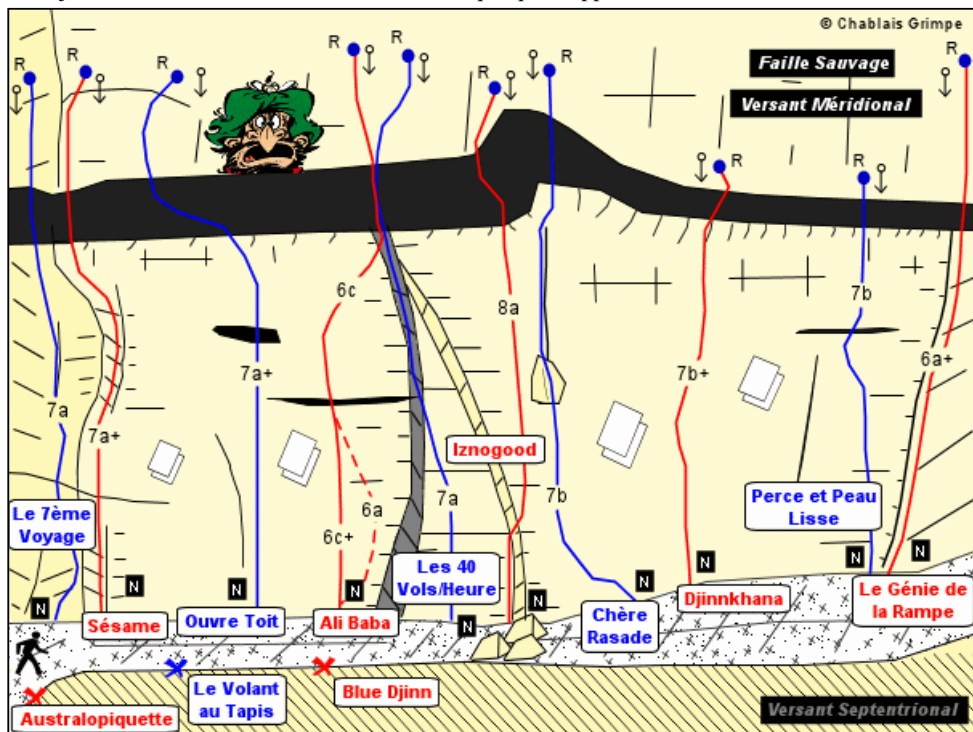 © Chablais Grimpe
Faille Sauvage
Versant Méridional
R
R
R
R
R
R
R
R
R
R
6c
8a
7b
6a+
7a+
7b+
7a
7a+
Iznogood
6a
7a
7b
Perce et Peau
Lisse
Le 7ème
Voyage
6c+
Les 40
Vols/Heure
N
N
N
N
N
N
N
N
N
N
Sésame
Ouvre Toit
Ali Baba
Chère
Rasade
Djinnkhana
Le Génie de
la Rampe
Le Volant
au Tapis
Blue Djinn
Australopiquette
Versant Septentrional